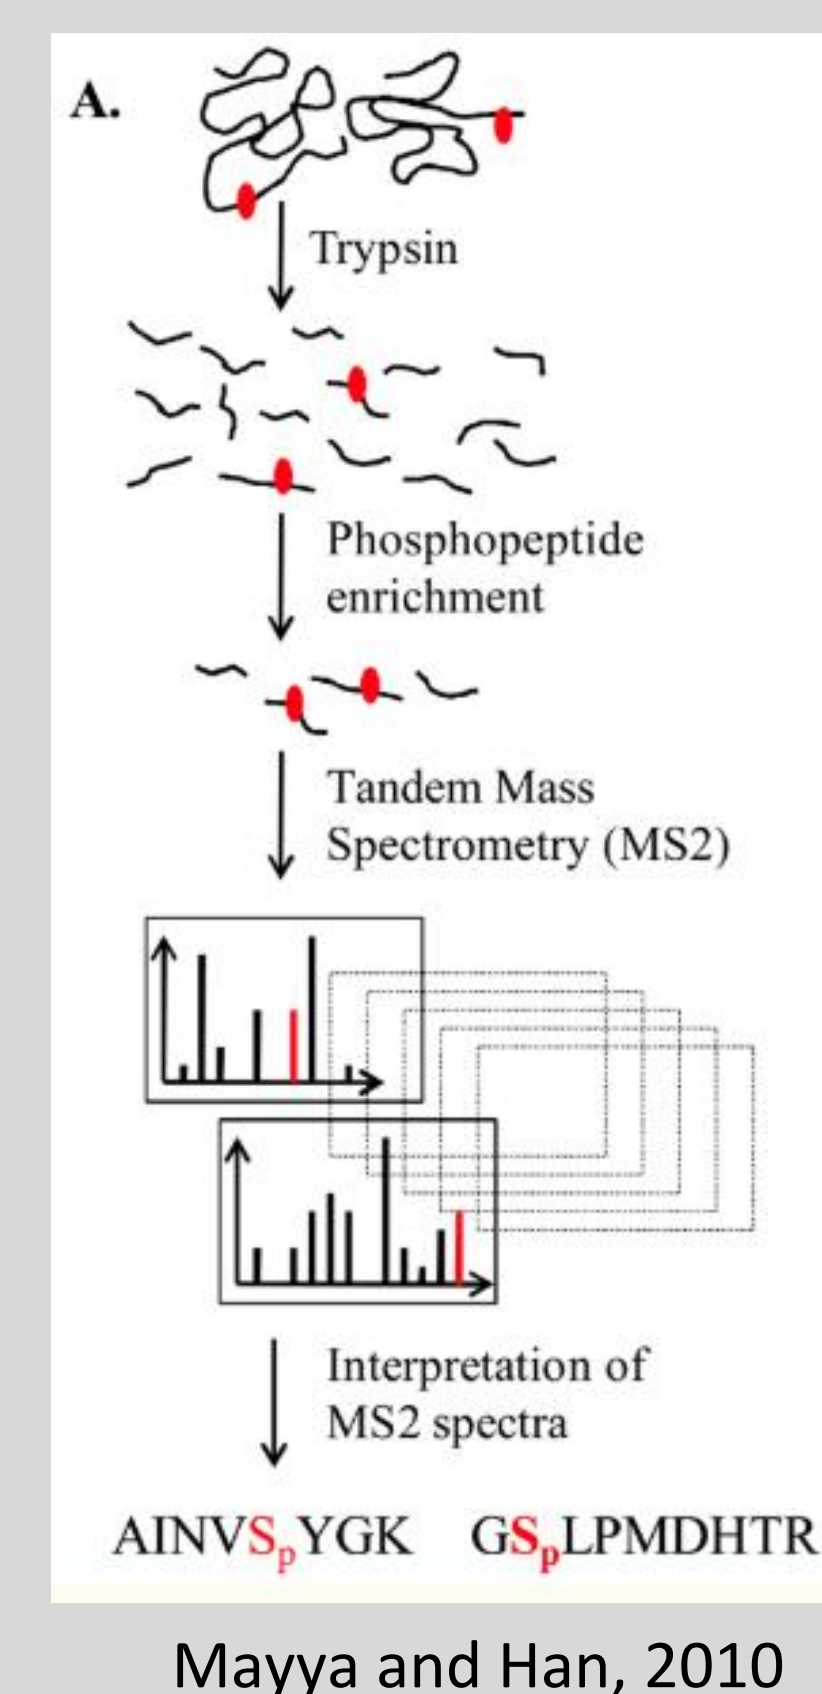 A.
Trypsin
Phosphopeptide
enrichment
Tandem Mass
Spectrometry (MS2)
Interpretation of
MS2 spectra
AINVSpYGK GSpLPMDHTR
Mayya and Han, 2010